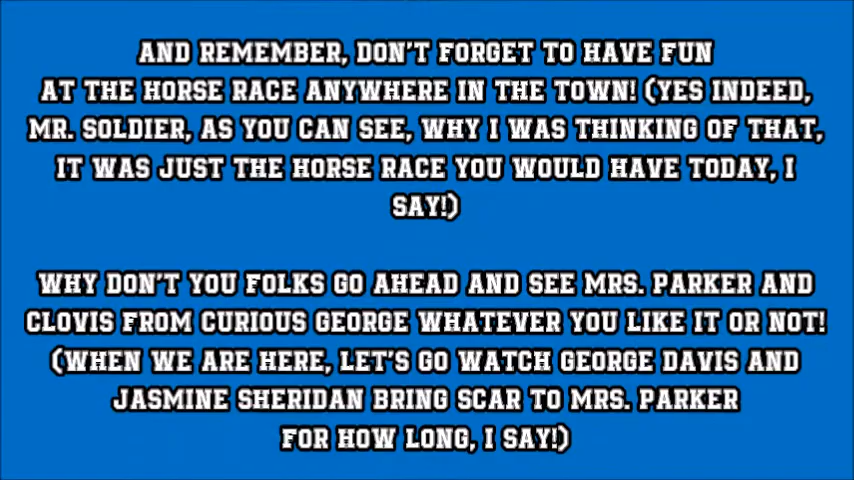 AND REMEMBER, DON'T FORGET TO HAVE FUN
AT THE HORSE RACE ANYWHERE IN THE TOWN! (YES INDEED,
MR. SOLDIER, AS YOU CAN SEE, WHY I WAS THINKING OF THAT,
IT WAS JUST THE HORSE RACE YOU WOULD HAVE TODAY, I
SAY!)
WHY DON'T YOU FOLKS GO AHEAD AND SEE MRS. PARKER AND
CLOVIS FROM CURIOUS GEORGE WHATEVER YOU LIKE IT OR NOT!
(WHEN WE ARE HERE, LET'S GO WATCH GEORGE DAVIS AND
JASMINE SHERIDAN BRING SCAR TO MRS. PARKER
FOR HOW LONG, I SAY!)